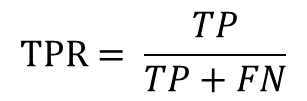 TPR = TP / TP + FN